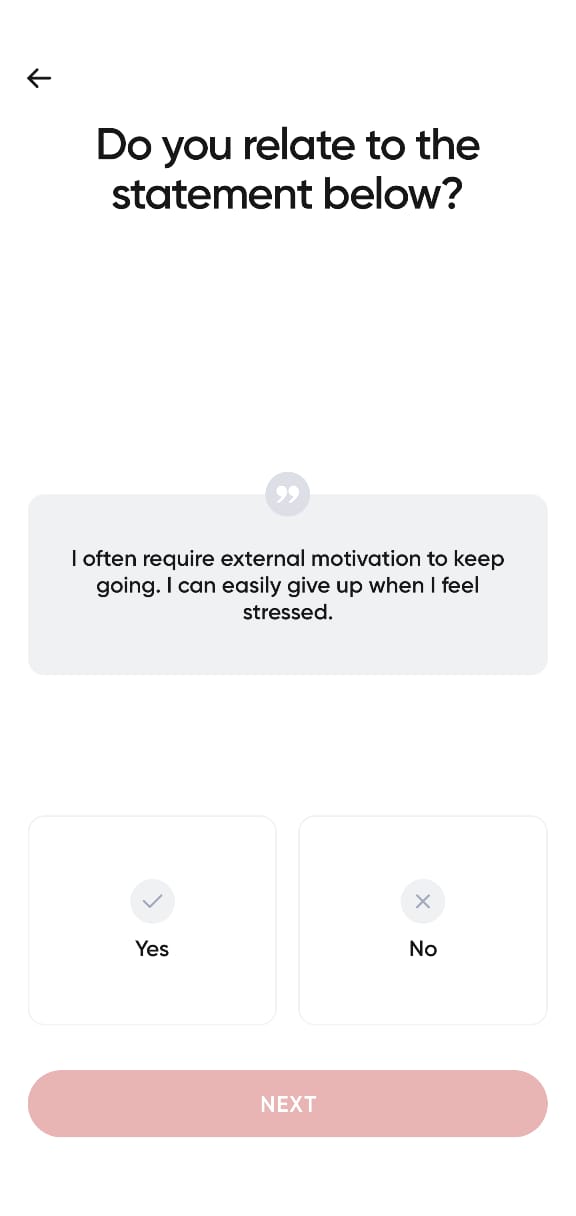 Do you relate to the
statement below?
”
I often require external motivation to keep
going. I can easily give up when I feel
stressed.
Yes
No
NEXT